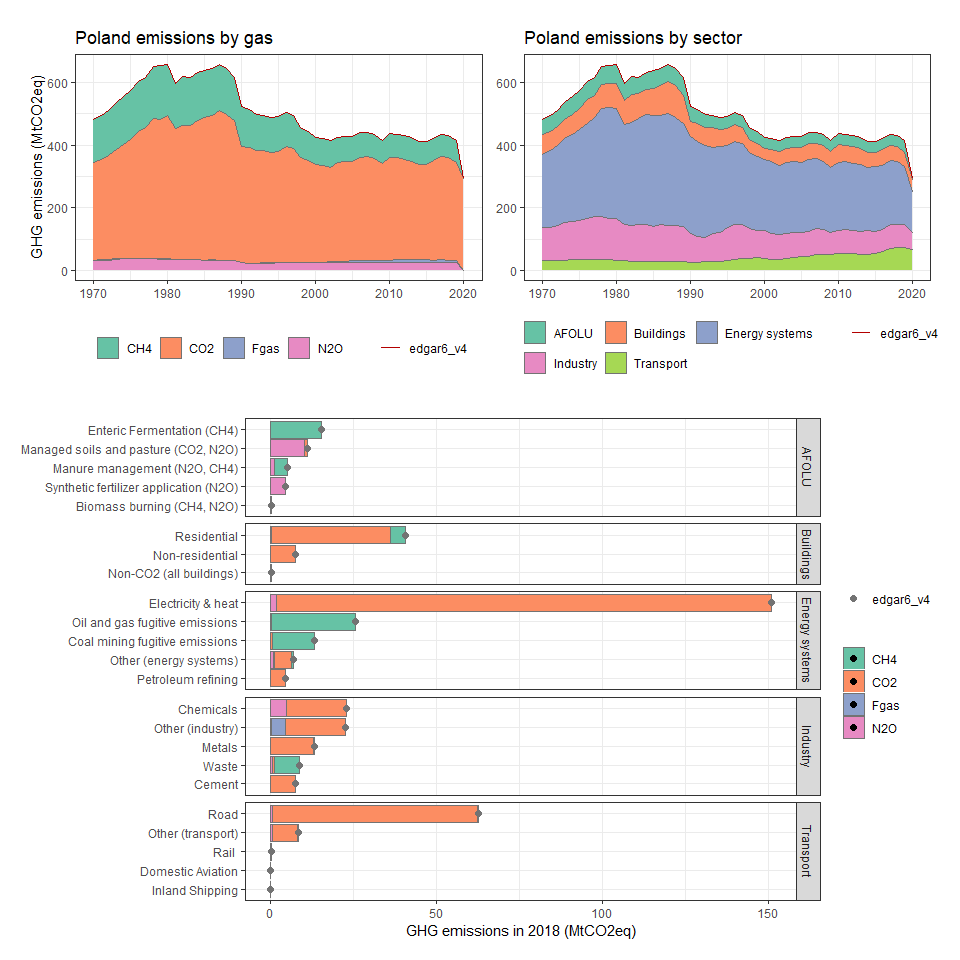 Poland emissions by gas
GHG emissions (MtCO2eq)
600
400
200
0
1970
1980
1990
2000
2010
2020
CH4
CO2
Fgas
N2O
edgar6_v4
Poland emissions by sector
600
400
200
0
1970
1980
1990
2000
2010
2020
AFOLU
Buildings
Energy systems
edgar6_v4
Industry
Transport
Enteric Fermentation (CH4)
Managed soils and pasture (CO2, N2O)
Manure management (N2O, CH4)
Synthetic fertilizer application (N2O)
Biomass burning (CH4, N2O)
AFOLU
Residential
Non-residential
Non-CO2 (all buildings)
Buildings
Electricity & heat
Oil and gas fugitive emissions
Coal mining fugitive emissions
Other (energy systems)
Petroleum refining
Energy systems
Chemicals
Other (industry)
Metals
Waste
Cement
Industry
Road
Other (transport)
Rail
Domestic Aviation
Inland Shipping
Transport
0
50
100
150
GHG emissions in 2018 (MtCO2eq)
edgar6_v4
CH4
CO2
Fgas
N2O